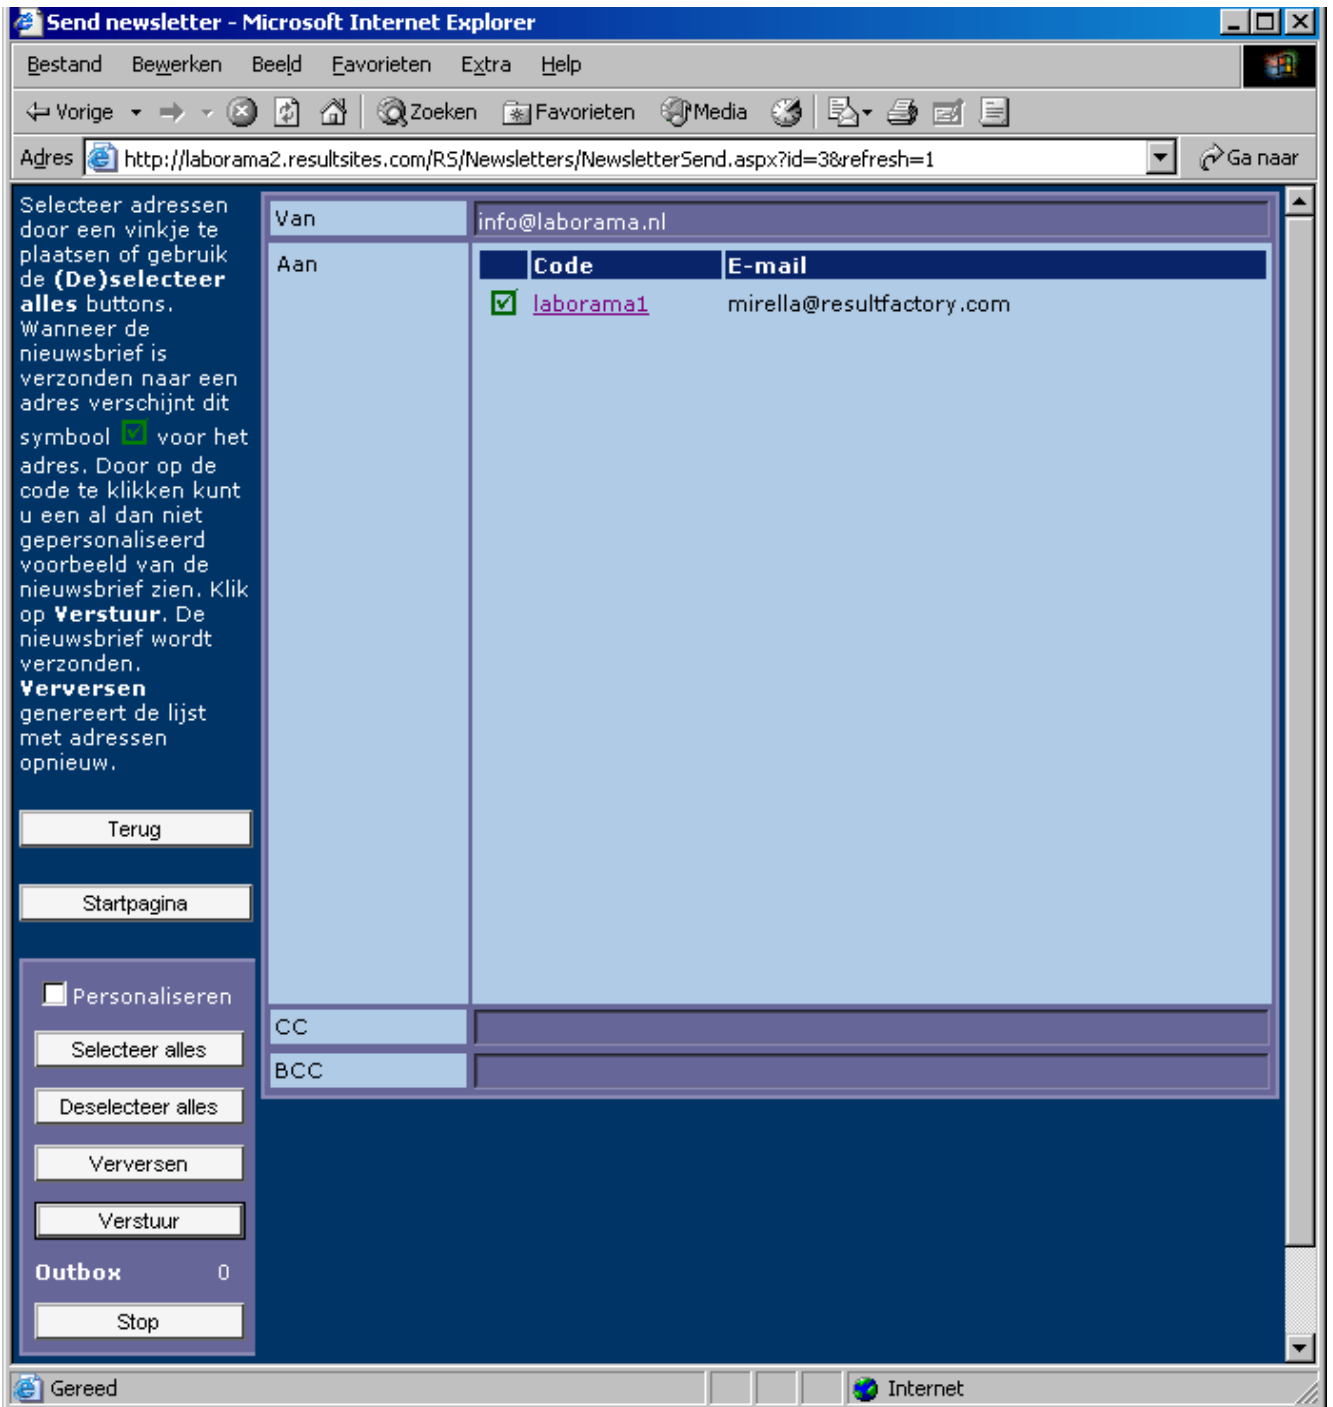 Send newsletter - Microsoft Internet Explorer
Bestand Bewerken Beeld Favorieten Extra Help
Vorige Zoeken Favorieten Media
Adres http://laborama2.resultsites.com/RS/Newsletters/NewsletterSend.aspx?id=3&refresh=1 Ga naar
Selecteer adressen
door een vinkje te
plaatsen of gebruik
de (De)selecteer
alles buttons.
Wanneer de
nieuwsbrief is
verzonden naar een
adres verschijnt dit
symbool voor het
adres. Door op de
code te klikken kunt
u een al dan niet
gepersonaliseerd
voorbeeld van de
nieuwsbrief zien. Klik
op Verstuur. De
nieuwsbrief wordt
verzonden.
Verversen
genereert de lijst
met adressen
opnieuw.
Terug
Startpagina
Personaliseren
Selecteer alles
Deselecteer alles
Verversen
Verstuur
Outbox 0
Stop
Van info@laborama.nl
Aan Code E-mail
laborama1 mirella@resultfactory.com
CC
BCC
Gereed Internet